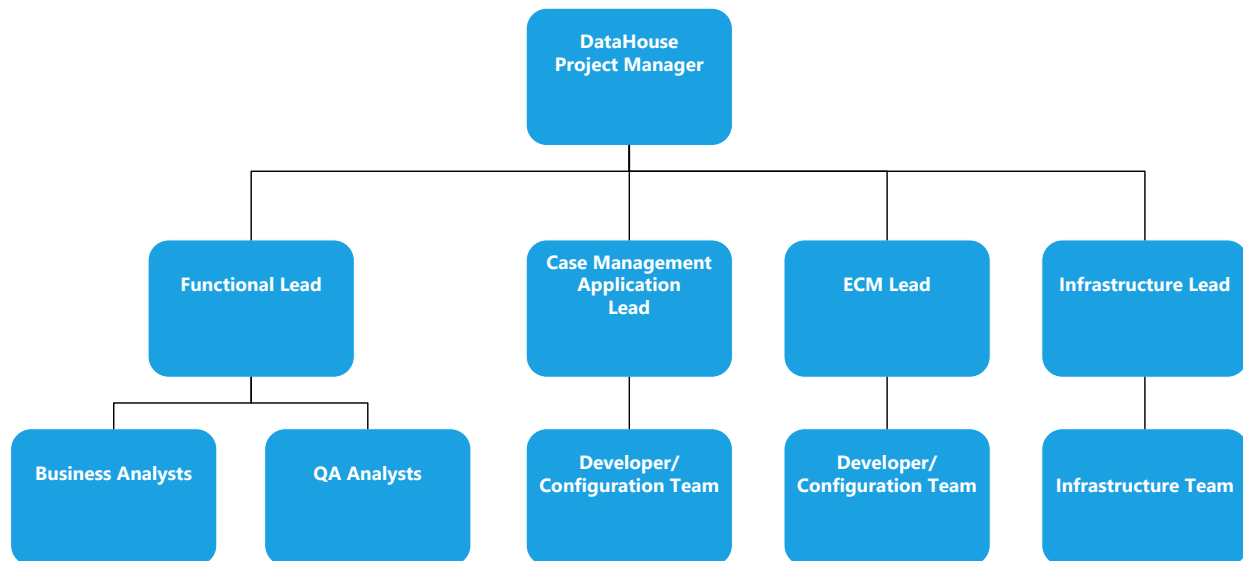 DataHouse
Project Manager
Functional Lead
Case Management
Application
Lead
ECM Lead
Infrastructure Lead
Business Analysts
QA Analysts
Developer/
Configuration Team
Developer/
Configuration Team
Infrastructure Team